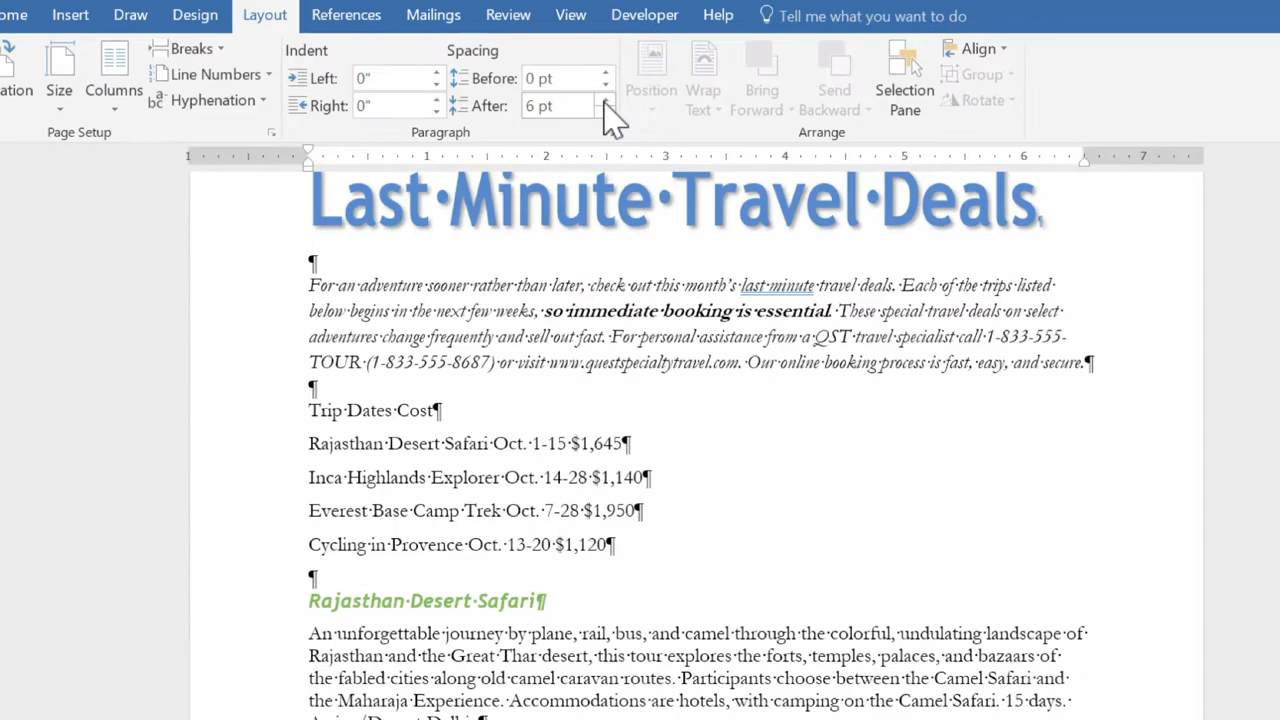 ome Insert Draw Design Layout References Mailings Review View Developer Help Tell me what you want to do
ation Size Columns Breaks Line Numbers Hyphenation
Indent Left: 0" Right: 0"
Spacing Before: 0 pt After: 6 pt
Position Wrap Text Bring Forward Send Backward Selection Pane Align Group Rotate
Page Setup Paragraph Arrange
1 1 2 3 4 5 6 7
Last·Minute·Travel·Deals
¶
For·an·adventure·sooner·rather·than·later,·check·out·this·month's·last·minute·travel·deals.·Each·of·the·trips·listed·
below·begins·in·the·next·few·weeks,·so·immediate·booking·is·essential.·These·special·travel·deals·on·select·
adventures·change·frequently·and·sell·out·fast.·For·personal·assistance·from·a·QST·travel·specialist·call·1-833-555-
TOUR·(1-833-555-8687)·or·visit·www.questspecialtytravel.com.·Our·online·booking·process·is·fast,·easy,·and·secure.¶
¶
Trip·Dates·Cost¶
Rajasthan·Desert·Safari·Oct.·1-15·$1,645¶
Inca·Highlands·Explorer·Oct.·14-28·$1,140¶
Everest·Base·Camp·Trek·Oct.·7-28·$1,950¶
Cycling·in·Provence·Oct.·13-20·$1,120¶
¶
Rajasthan·Desert·Safari¶
An·unforgettable·journey·by·plane,·rail,·bus,·and·camel·through·the·colorful,·undulating·landscape·of·
Rajasthan·and·the·Great·Thar·desert,·this·tour·explores·the·forts,·temples,·palaces,·and·bazaars·of·
the·fabled·cities·along·old·camel·caravan·routes.·Participants·choose·between·the·Camel·Safari·and·
the·Maharaja·Experience.·Accommodations·are·hotels,·with·camping·on·the·Camel·Safari.·15·days.·